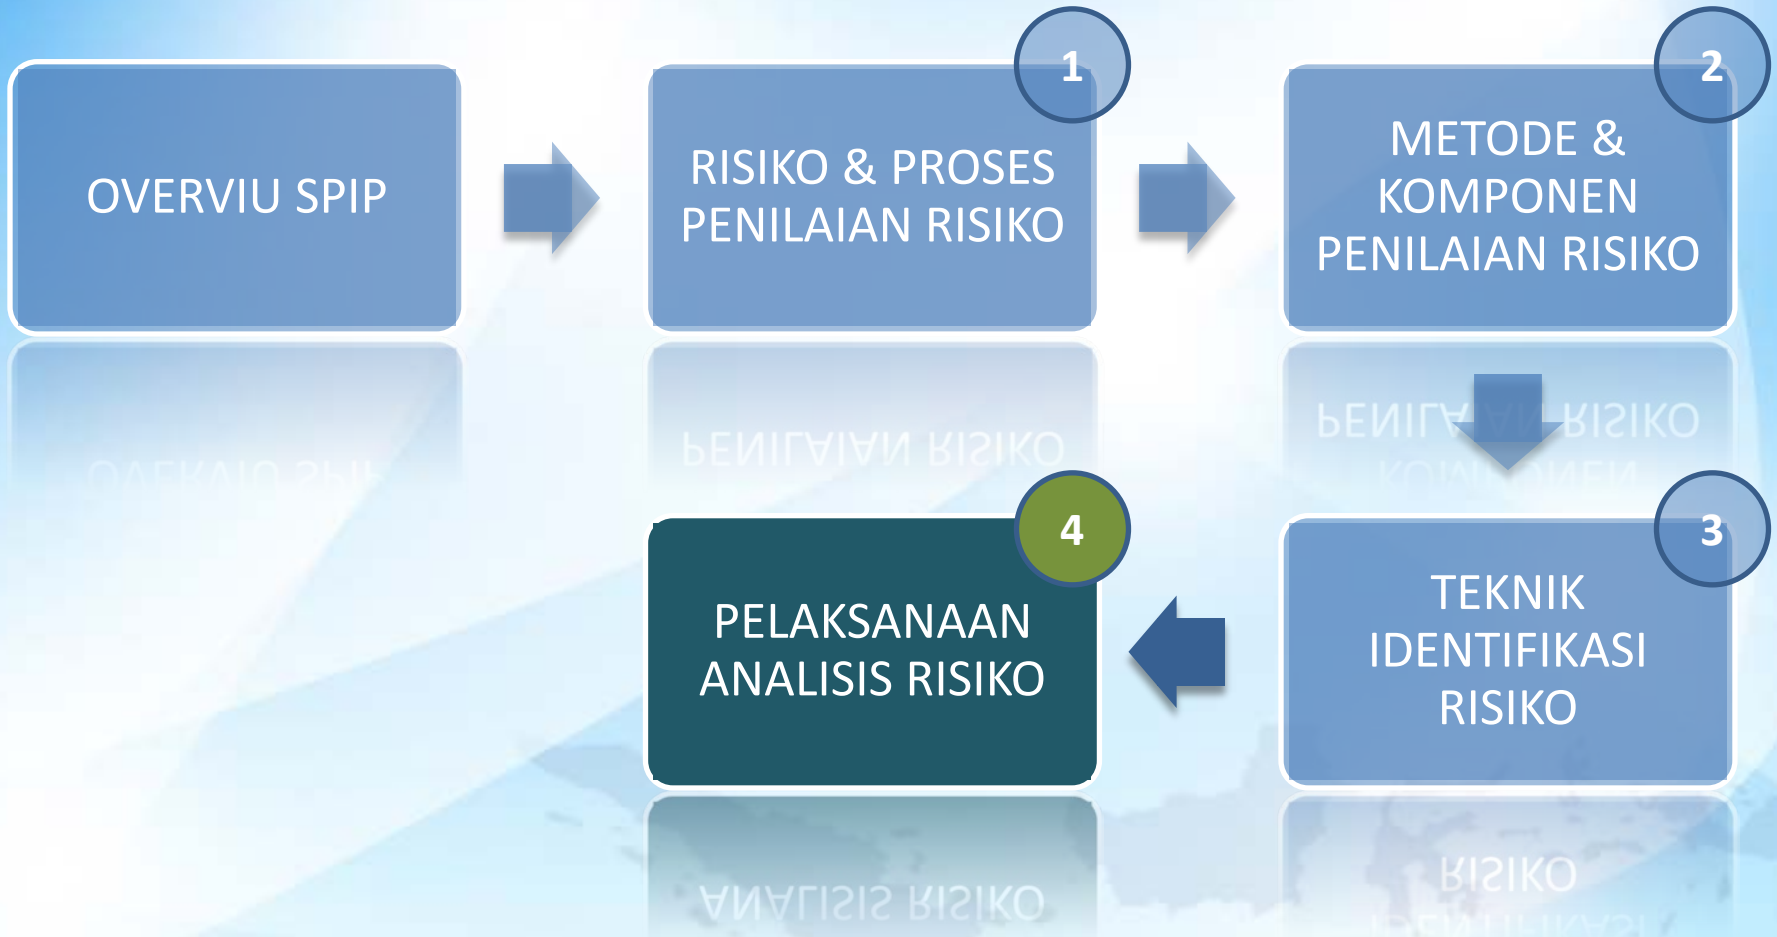 OVERVIU SPIP
1
RISIKO & PROSES
PENILAIAN RISIKO
2
METODE &
KOMPONEN
PENILAIAN RISIKO
3
TEKNIK
IDENTIFIKASI
RISIKO
4
PELAKSANAAN
ANALISIS RISIKO